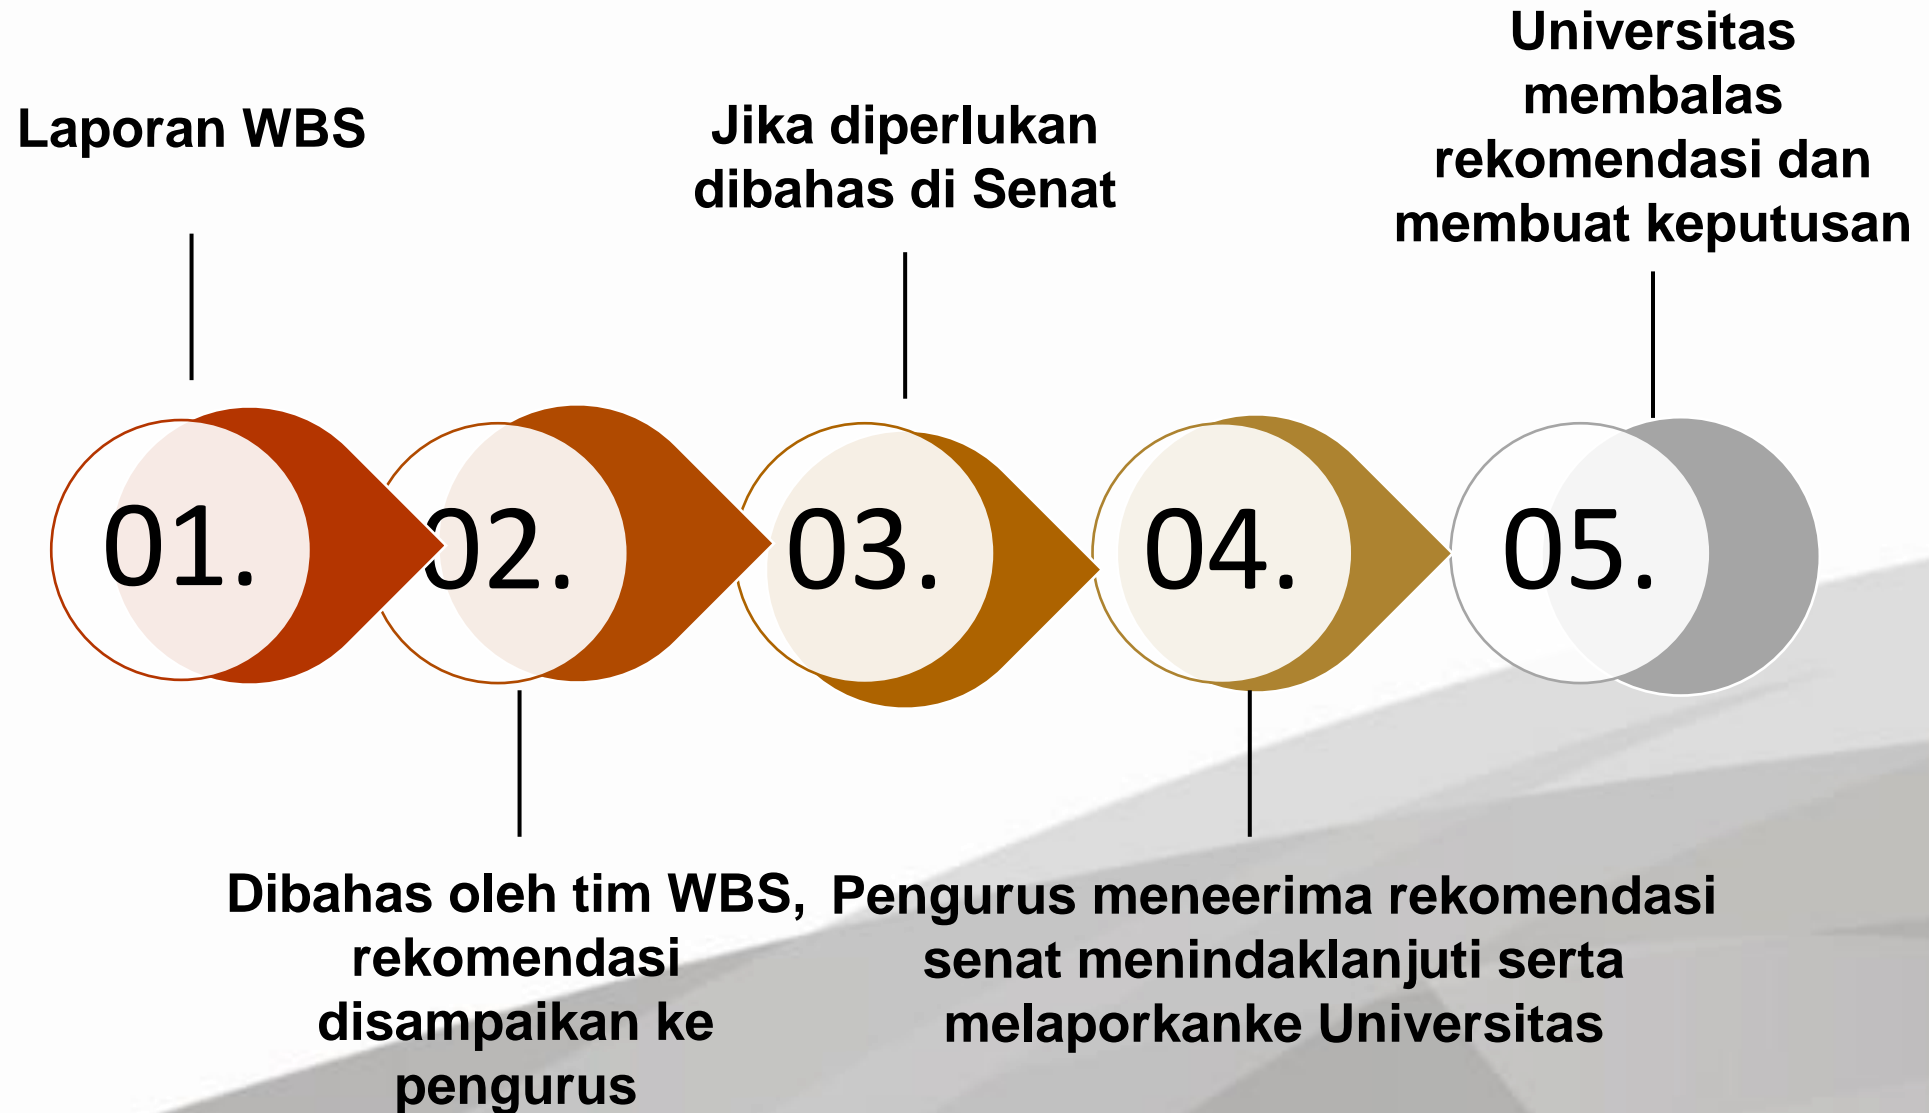 Laporan WBS
01.
Dibahas oleh tim WBS,
rekomendasi
disampaikan ke
pengurus
02.
Jika diperlukan
dibahas di Senat
03.
Pengurus meneerima rekomendasi
senat menindaklanjuti serta
melaporkanke Universitas
04.
Universitas
membalas
rekomendasi dan
membuat keputusan
05.